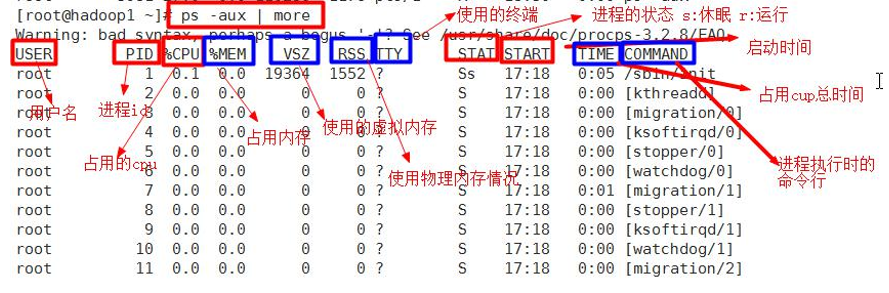 [root@hadoop1 ~]# ps -aux | more
使用的终端
进程的状态 s:休眠 r:运行
Warning: bad syntax, perhaps a bogus '-'? See /usr/share/doc/procps-3.2.8/FAQ
启动时间
USER PID %CPU %MEM VSZ RSS TTY STAT START TIME COMMAND
root 1 0.1 0.0 19364 1552 ? Ss 17:18 0:05 /sbin/init
root 2 0.0 0.0 0 0 ? S 17:18 0:00 [kthreadd]
占用cup总时间
用户名
进程id
root 3 0.0 0.0 0 0 ? S 17:18 0:00 [migration/0]
使用的虚拟内存
占用内存
root 4 0.0 0.0 0 0 ? S 17:18 0:00 [ksoftirqd/0]
root 5 0.0 0.0 0 0 ? S 17:18 0:00 [stopper/0]
占用的cpu
root 6 0.0 0.0 0 0 ? S 17:18 0:00 [watchdog/0]
使用物理内存情况
进程执行时的
命令行
root 7 0.0 0.0 0 0 ? S 17:18 0:01 [migration/1]
root 8 0.0 0.0 0 0 ? S 17:18 0:00 [stopper/1]
root 9 0.0 0.0 0 0 ? S 17:18 0:00 [ksoftirqd/1]
root 10 0.0 0.0 0 0 ? S 17:18 0:00 [watchdog/1]
root 11 0.0 0.0 0 0 ? S 17:18 0:00 [migration/2]